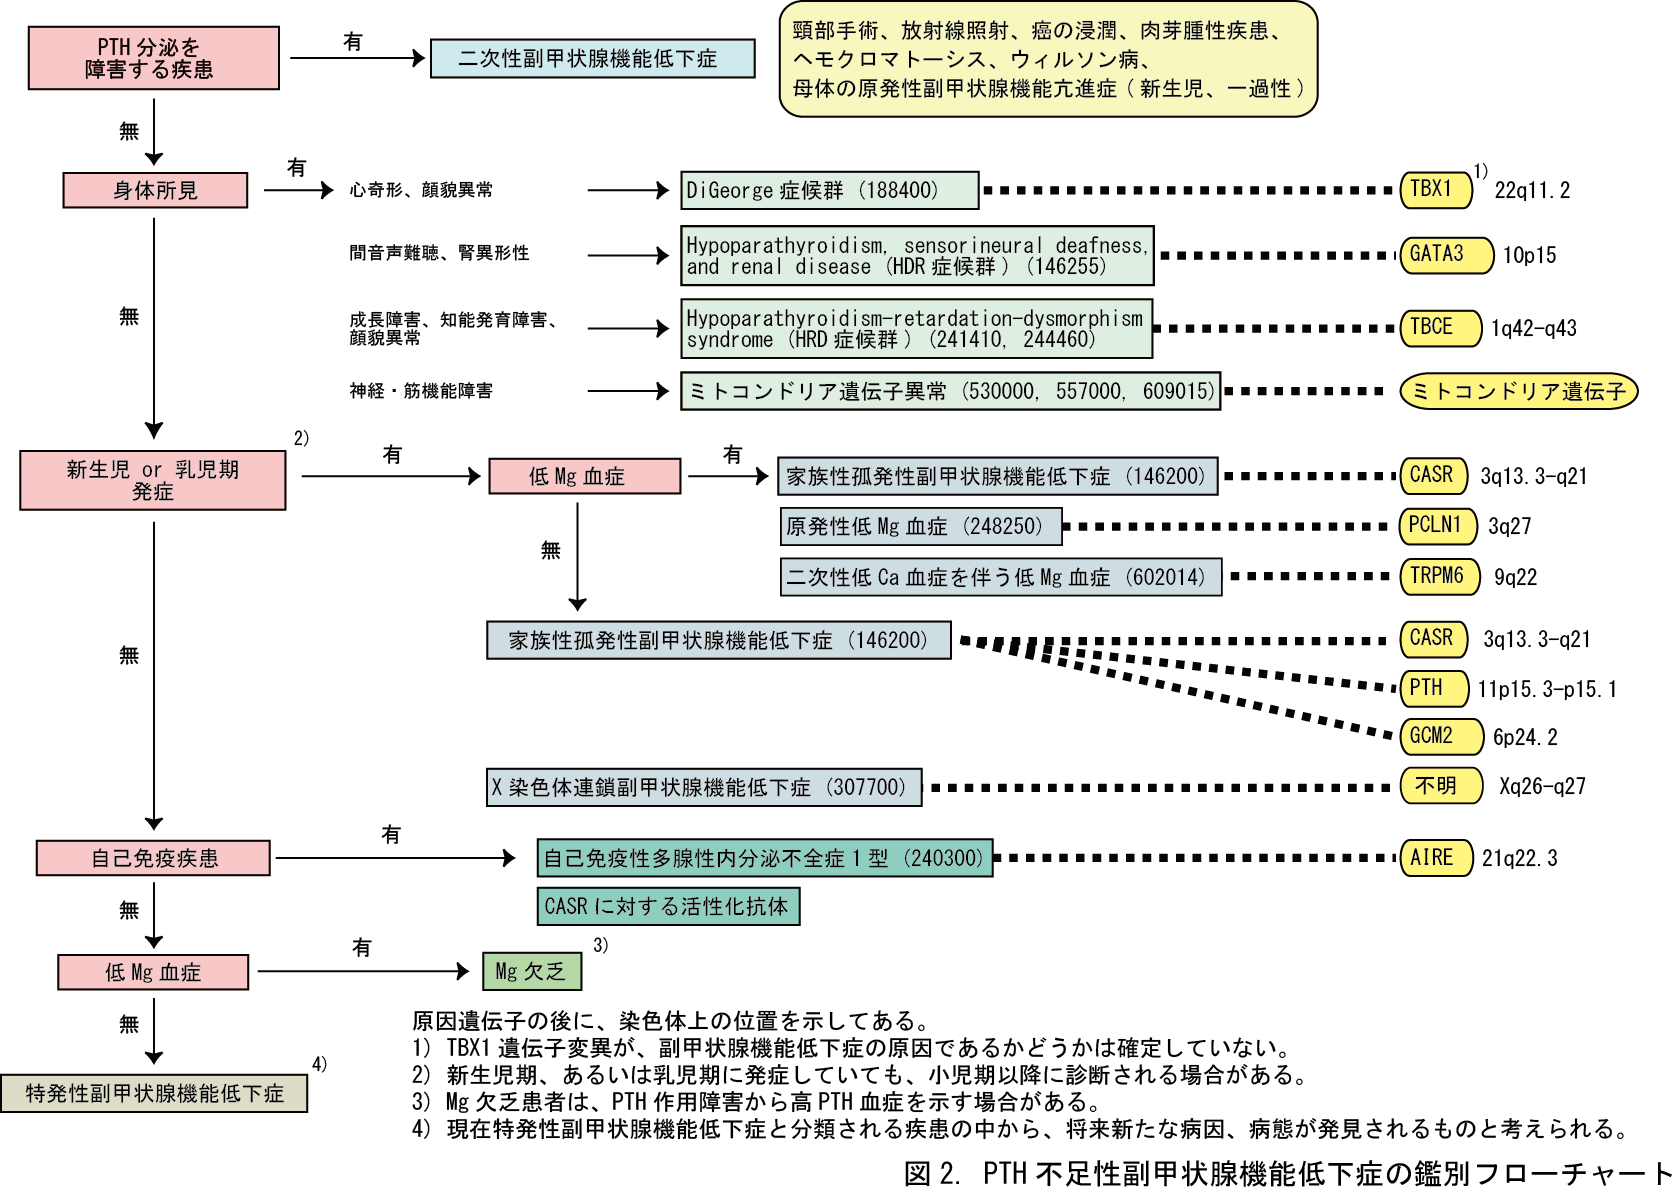 PTH 分泌を
障害する疾患
有
二次性副甲状腺機能低下症
頸部手術、放射線照射、癌の浸潤、肉芽腫性疾患、
ヘモクロマトーシス、ウィルソン病、
母体の原発性副甲状腺機能亢進症 ( 新生児、一過性 )
無
身体所見
有
心奇形、顔貌異常
DiGeorge 症候群 (188400)
TBX1
1)
22q11.2
間音声難聴、腎異形性
Hypoparathyroidism, sensorineural deafness,
and renal disease (HDR 症候群 ) (146255)
GATA3
10p15
無
成長障害、知能発育障害、
顔貌異常
Hypoparathyroidism-retardation-dysmorphism
syndrome (HRD 症候群 ) (241410, 244460)
TBCE
1q42-q43
神経・筋機能障害
ミトコンドリア遺伝子異常 (530000, 557000, 609015)
ミトコンドリア遺伝子
2)
新生児 or 乳児期
発症
有
低 Mg 血症
有
家族性孤発性副甲状腺機能低下症 (146200)
CASR
3q13.3-q21
原発性低 Mg 血症 (248250)
PCLN1
3q27
無
二次性低 Ca 血症を伴う低 Mg 血症 (602014)
TRPM6
9q22
家族性孤発性副甲状腺機能低下症 (146200)
CASR
3q13.3-q21
無
PTH
11p15.3-p15.1
GCM2
6p24.2
X 染色体連鎖副甲状腺機能低下症 (307700)
不明
Xq26-q27
自己免疫疾患
有
自己免疫性多腺性内分泌不全症 1 型 (240300)
AIRE
21q22.3
無
CASR に対する活性化抗体
低 Mg 血症
有
Mg 欠乏
3)
無
特発性副甲状腺機能低下症
4)
原因遺伝子の後に、染色体上の位置を示してある。
1) TBX1 遺伝子変異が、副甲状腺機能低下症の原因であるかどうかは確定していない。
2) 新生児期、あるいは乳児期に発症していても、小児期以降に診断される場合がある。
3) Mg 欠乏患者は、PTH 作用障害から高 PTH 血症を示す場合がある。
4) 現在特発性副甲状腺機能低下症と分類される疾患の中から、将来新たな病因、病態が発見されるものと考えられる。
図 2. PTH 不足性副甲状腺機能低下症の鑑別フローチャート